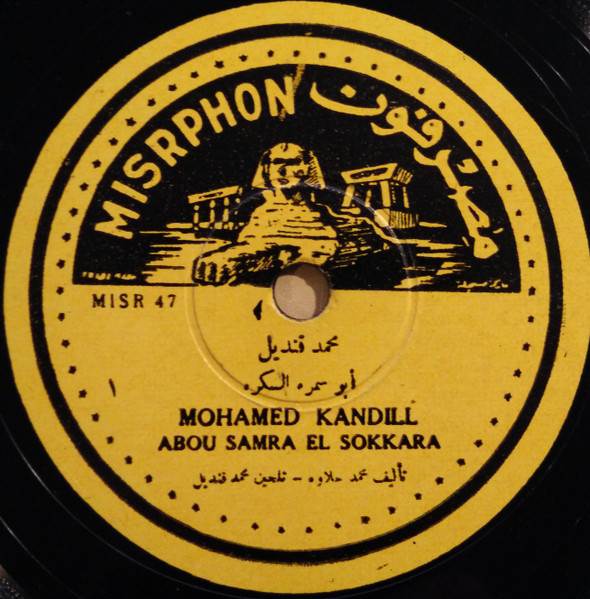 MISRPHON مصرفون
MISR 47
محمد قنديل
أبو سمره السكره
١
MOHAMED KANDILL
ABOU SAMRA EL SOKKARA
تأليف محمد حلاوه - تلحين محمد قنديل